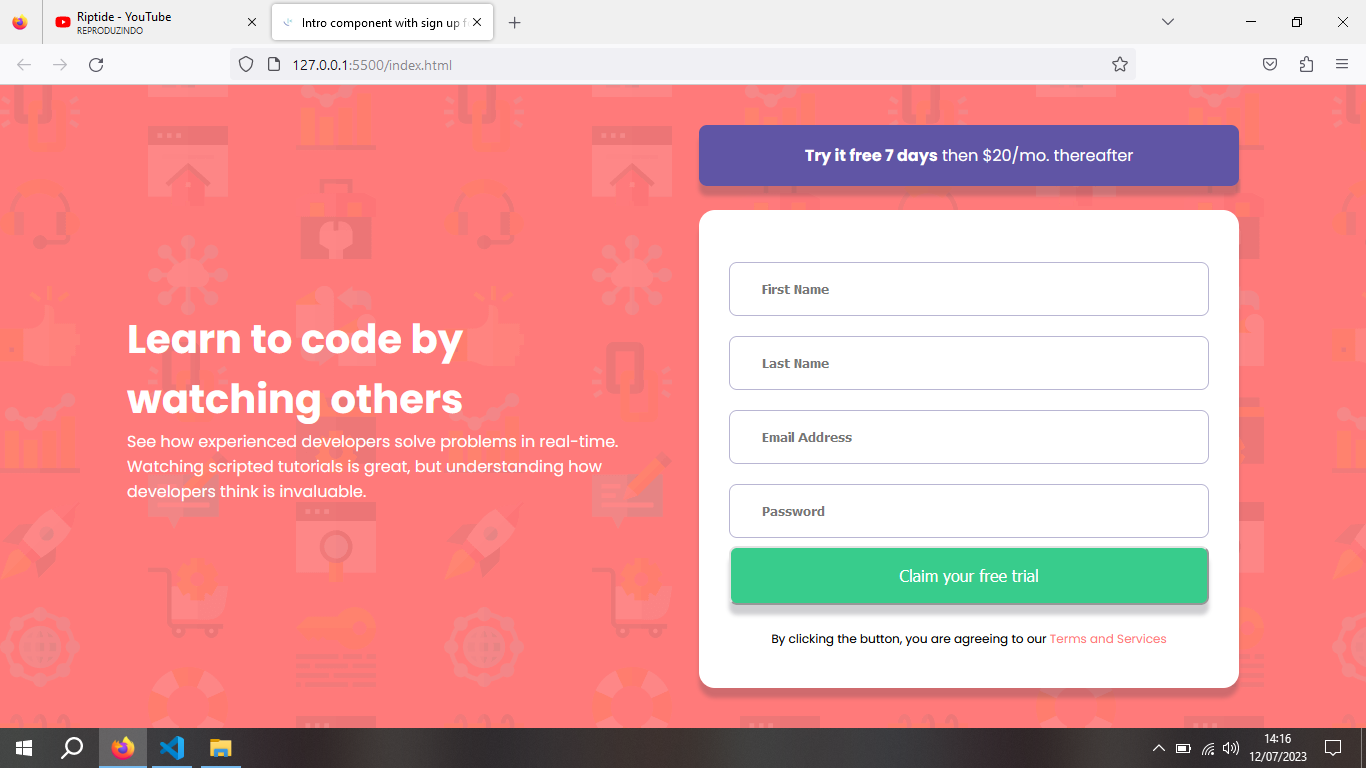 Riptide - YouTube
REPRODUZINDO
Intro component with sign up f
127.0.0.1:5500/index.html
Try it free 7 days then $20/mo. thereafter
First Name
Last Name
Learn to code by
watching others
Email Address
See how experienced developers solve problems in real-time.
Watching scripted tutorials is great, but understanding how
developers think is invaluable.
Password
Claim your free trial
By clicking the button, you are agreeing to our Terms and Services
14:16
12/07/2023